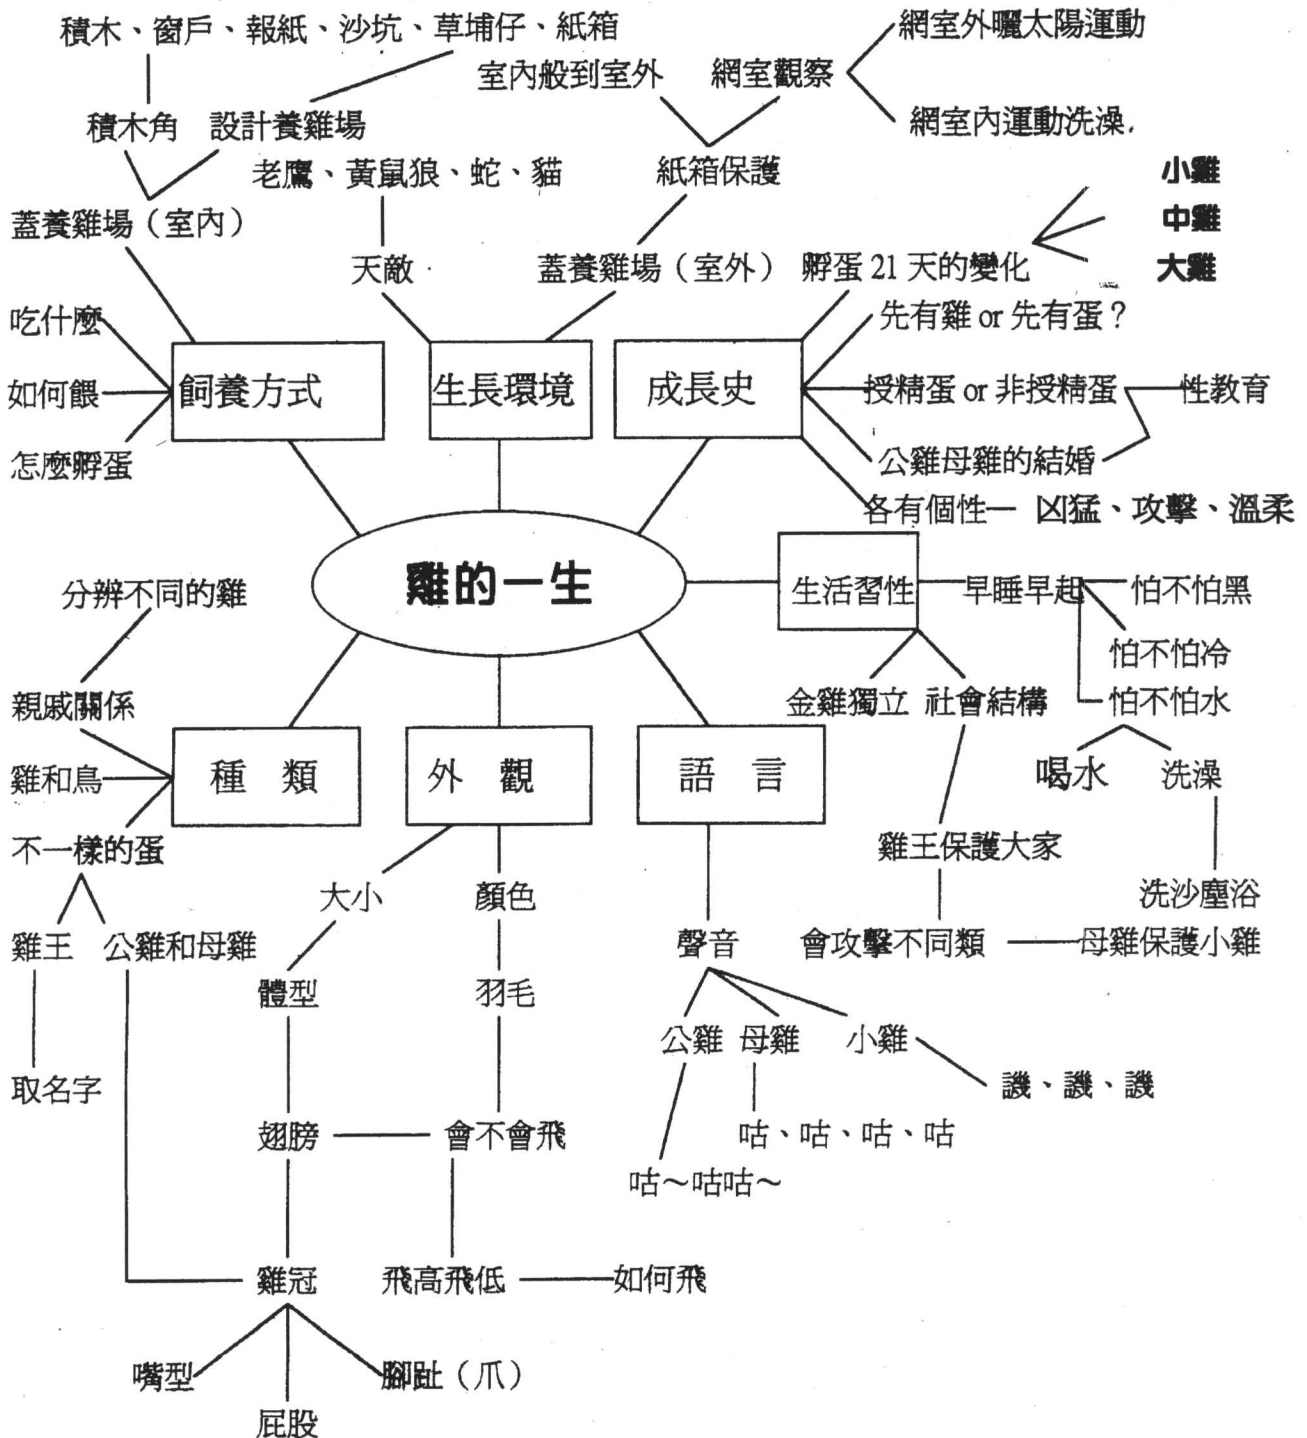 積木、窗戶、報紙、沙坑、草埔仔、紙箱
網室外曬太陽運動
室內般到室外
網室觀察
積木角
設計養雞場
網室內運動洗澡.
老鷹、黃鼠狼、蛇、貓
紙箱保護
小雞
蓋養雞場（室內）
中雞
天敵
蓋養雞場（室外）
孵蛋21天的變化
大雞
吃什麼
先有雞 or 先有蛋？
如何餵
飼養方式
生長環境
成長史
授精蛋 or 非授精蛋
性教育
怎麼孵蛋
公雞母雞的結婚
各有個性— 凶猛、攻擊、溫柔
雞的一生
分辨不同的雞
生活習性
早睡早起
怕不怕黑
怕不怕冷
親戚關係
金雞獨立
社會結構
怕不怕水
雞和鳥
種 類
外 觀
語 言
喝水
洗澡
不一樣的蛋
雞王保護大家
大小
顏色
洗沙塵浴
雞王
公雞和母雞
聲音
會攻擊不同類
母雞保護小雞
體型
羽毛
公雞
母雞
小雞
取名字
譏、譏、譏
翅膀
會不會飛
咕、咕、咕、咕
咕～咕咕～
雞冠
飛高飛低
如何飛
嘴型
腳趾（爪）
屁股